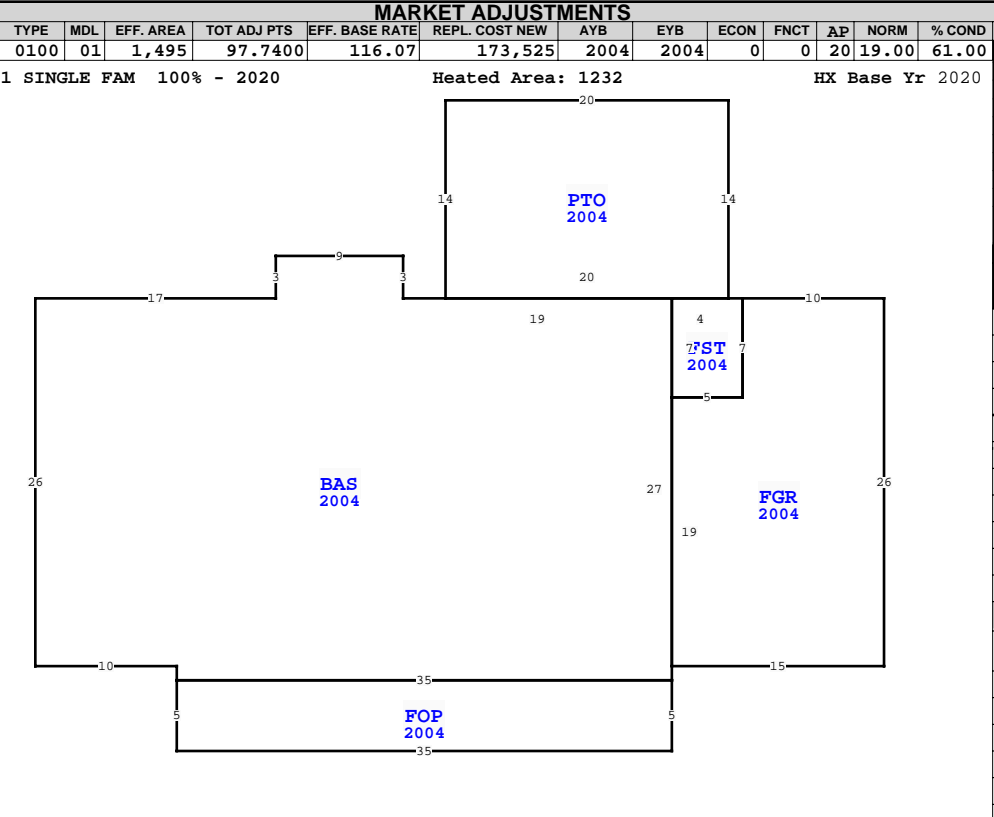 MARKET ADJUSTMENTS
TYPE MDL EFF. AREA TOT ADJ PTS EFF. BASE RATE REPL. COST NEW AYB EYB ECON FNCT AP NORM % COND
0100 01 1,495 97.7400 116.07 173,525 2004 2004 0 0 20 19.00 61.00
1 SINGLE FAM 100% - 2020 Heated Area: 1232 HX Base Yr 2020
20
14 PTO 14
2004
9
3 3 20
17 10
19 4
7 FST 7
2004
5
26 BAS 27 26
2004
FGR
2004
19
10 15
35
5 FOP 5
2004
35